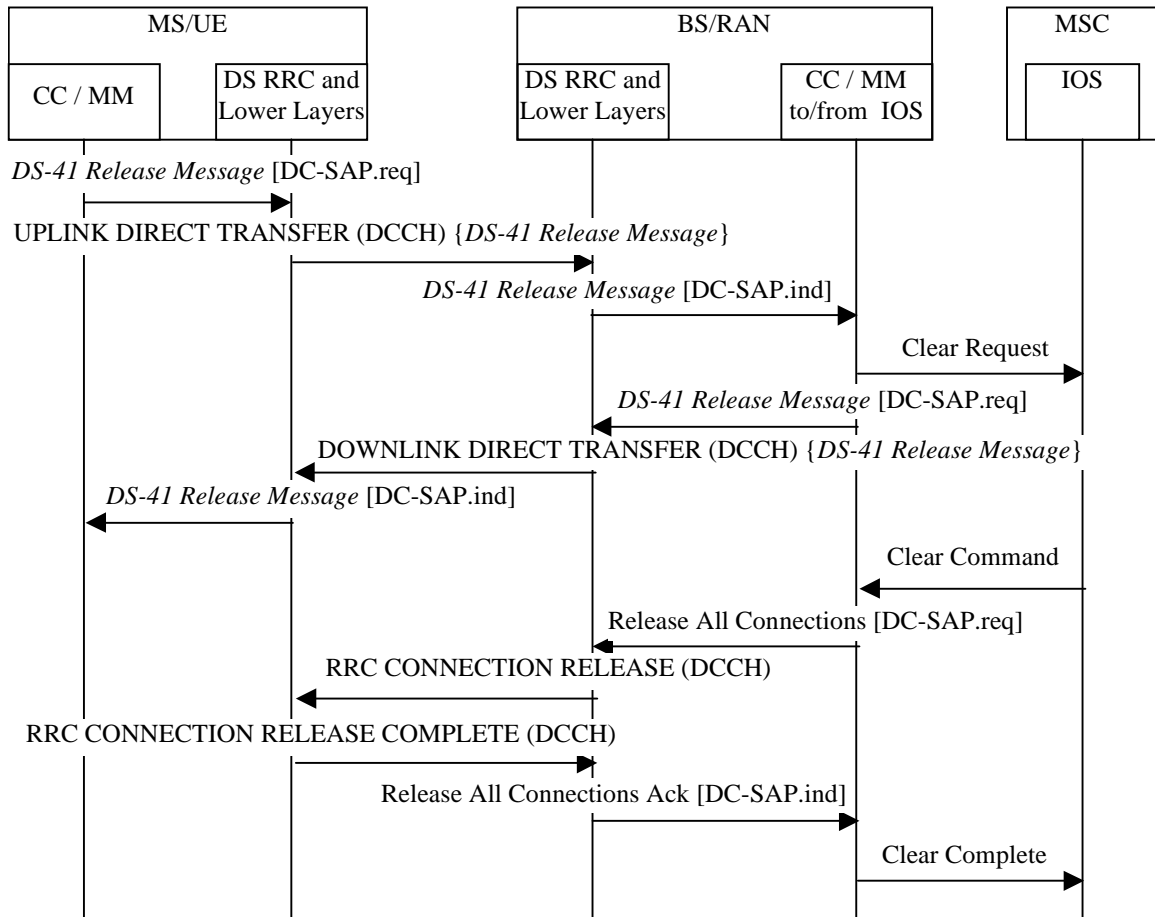 MS/UE
BS/RAN
MSC
CC / MM
DS RRC and
Lower Layers
DS RRC and
Lower Layers
CC / MM
to/from IOS
IOS
DS-41 Release Message [DC-SAP.req]
UPLINK DIRECT TRANSFER (DCCH) {DS-41 Release Message}
DS-41 Release Message [DC-SAP.ind]
Clear Request
DS-41 Release Message [DC-SAP.req]
DOWNLINK DIRECT TRANSFER (DCCH) {DS-41 Release Message}
DS-41 Release Message [DC-SAP.ind]
Clear Command
Release All Connections [DC-SAP.req]
RRC CONNECTION RELEASE (DCCH)
RRC CONNECTION RELEASE COMPLETE (DCCH)
Release All Connections Ack [DC-SAP.ind]
Clear Complete